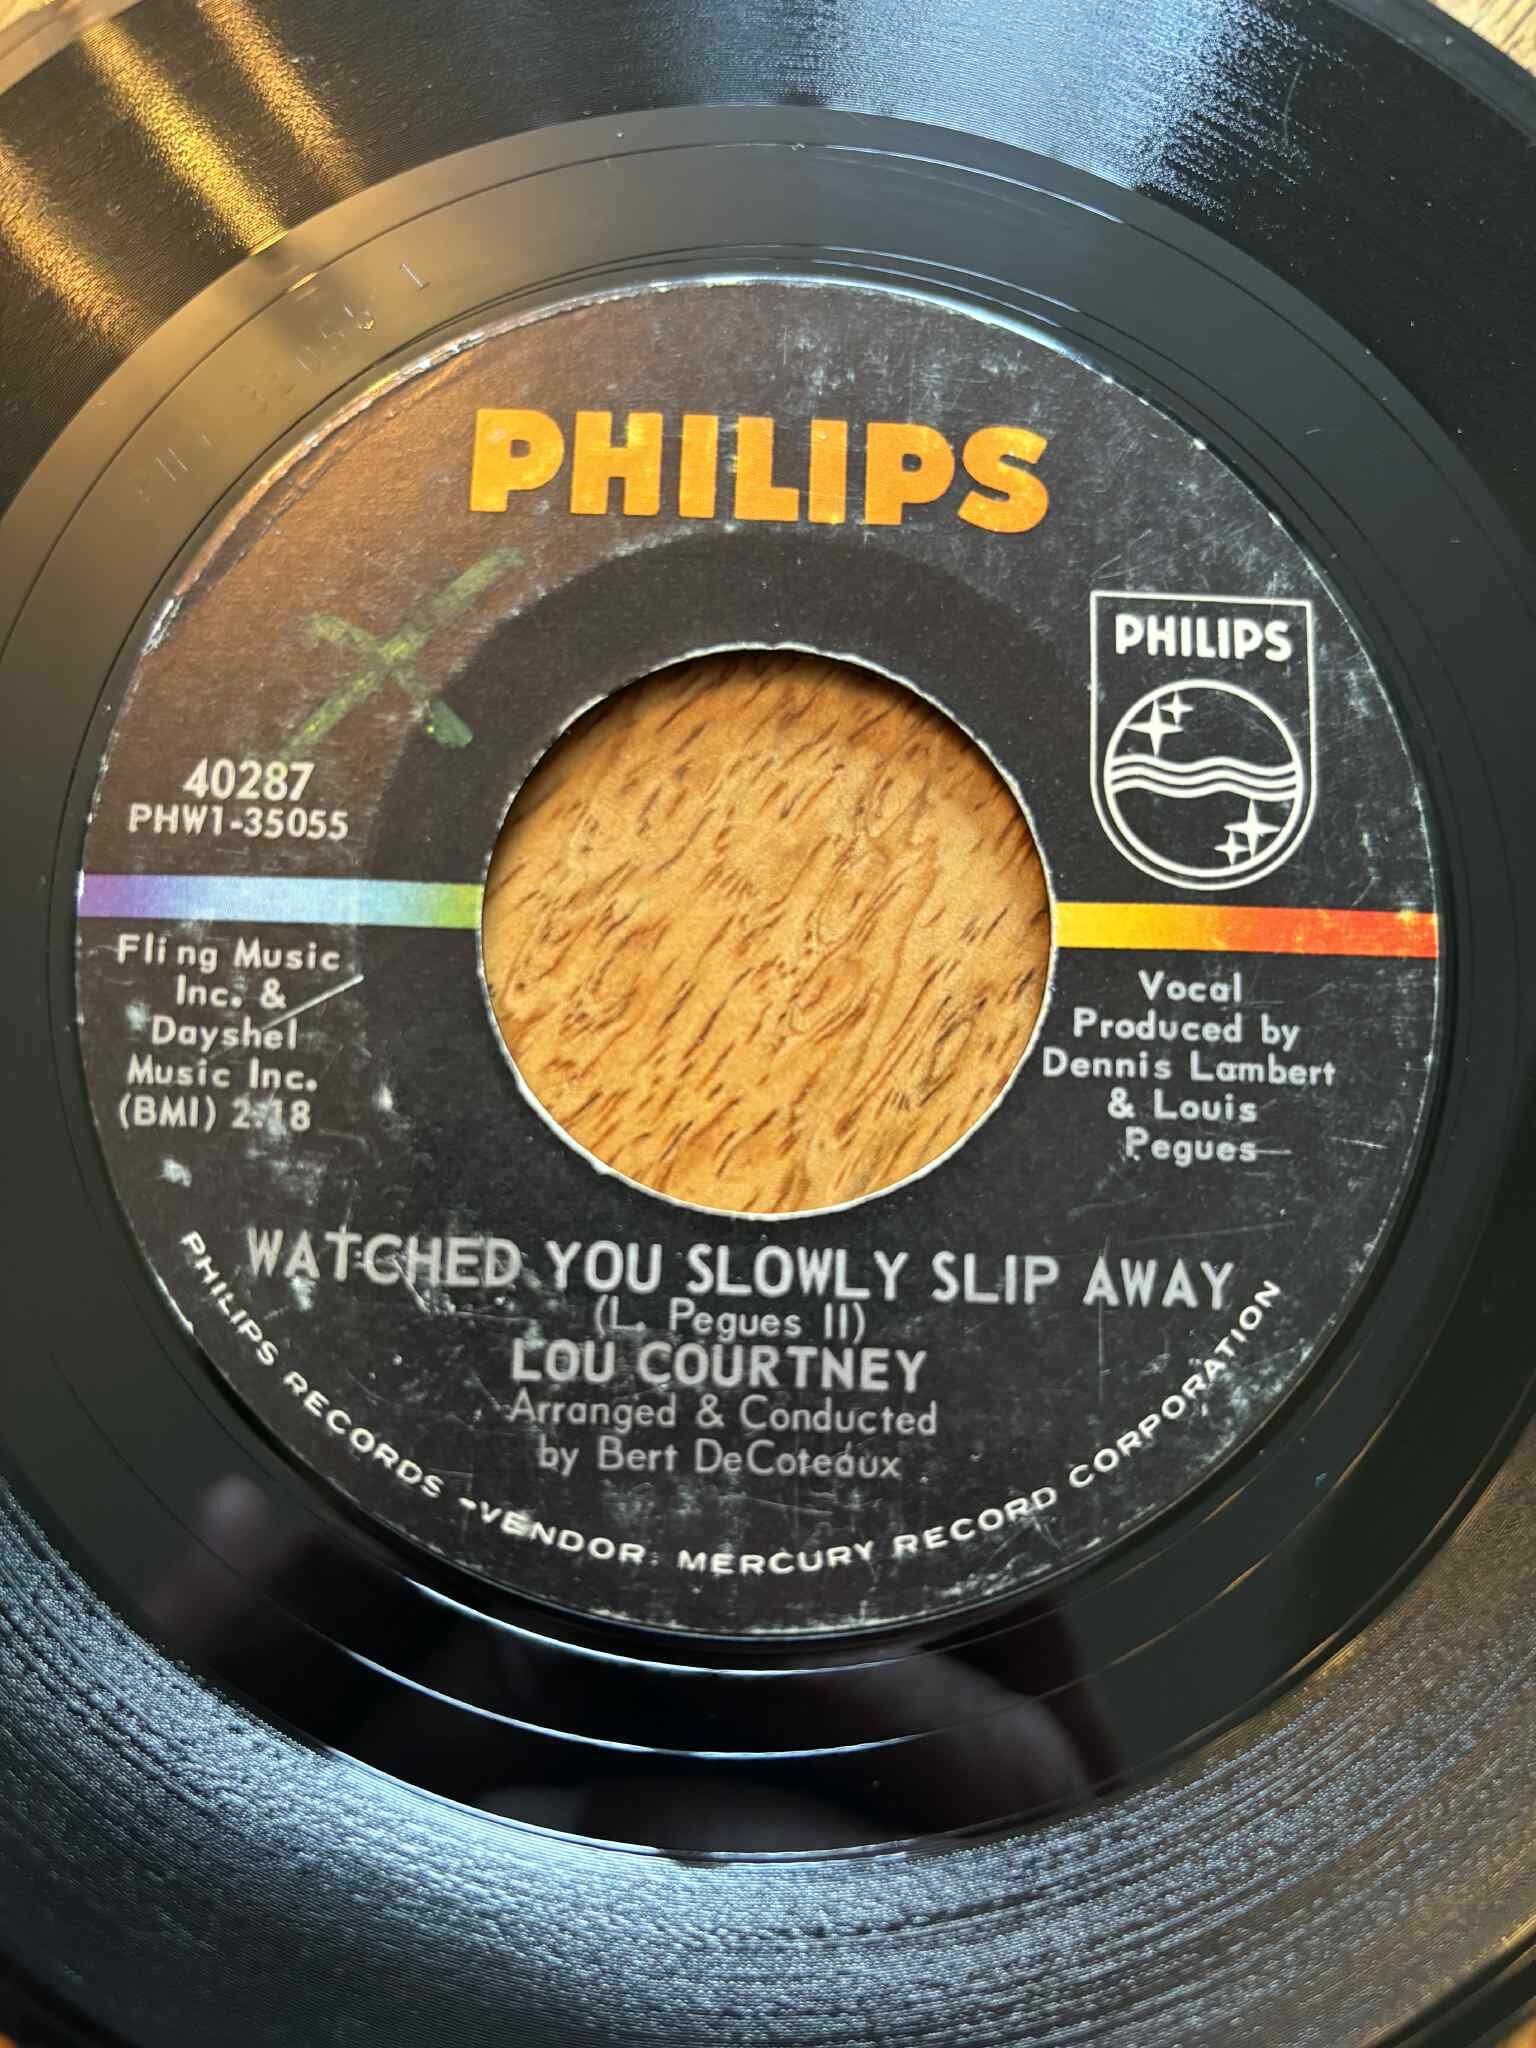 PHILIPS
PHILIPS
40287
PHW1-35055
Fling Music
Inc. &
Dayshel
Music Inc.
(BMI) 2:18
Vocal
Produced by
Dennis Lambert
& Louis
Pegues
WATCHED YOU SLOWLY SLIP AWAY
(L. Pegues II)
LOU COURTNEY
Arranged & Conducted
by Bert DeCoteaux
PHILIPS RECORDS - VENDOR: MERCURY RECORD CORPORATION